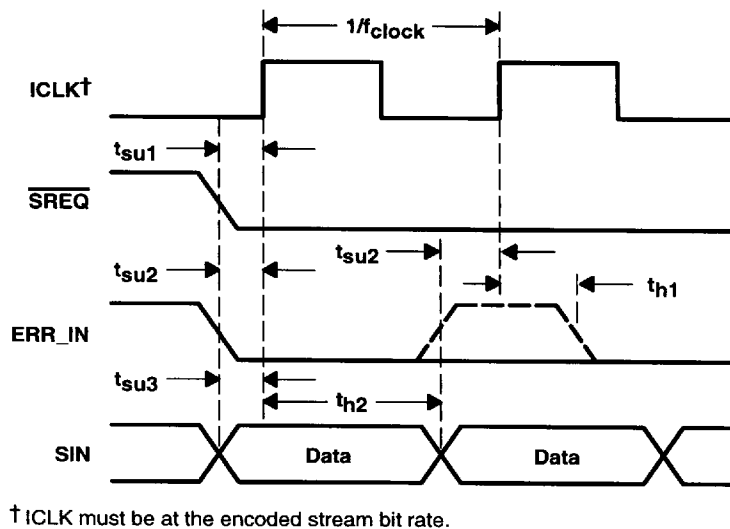 1/fclock
ICLK†
tsu1
SREQ
tsu2
tsu2
th1
ERR_IN
tsu3
th2
SIN
Data
Data
† ICLK must be at the encoded stream bit rate.